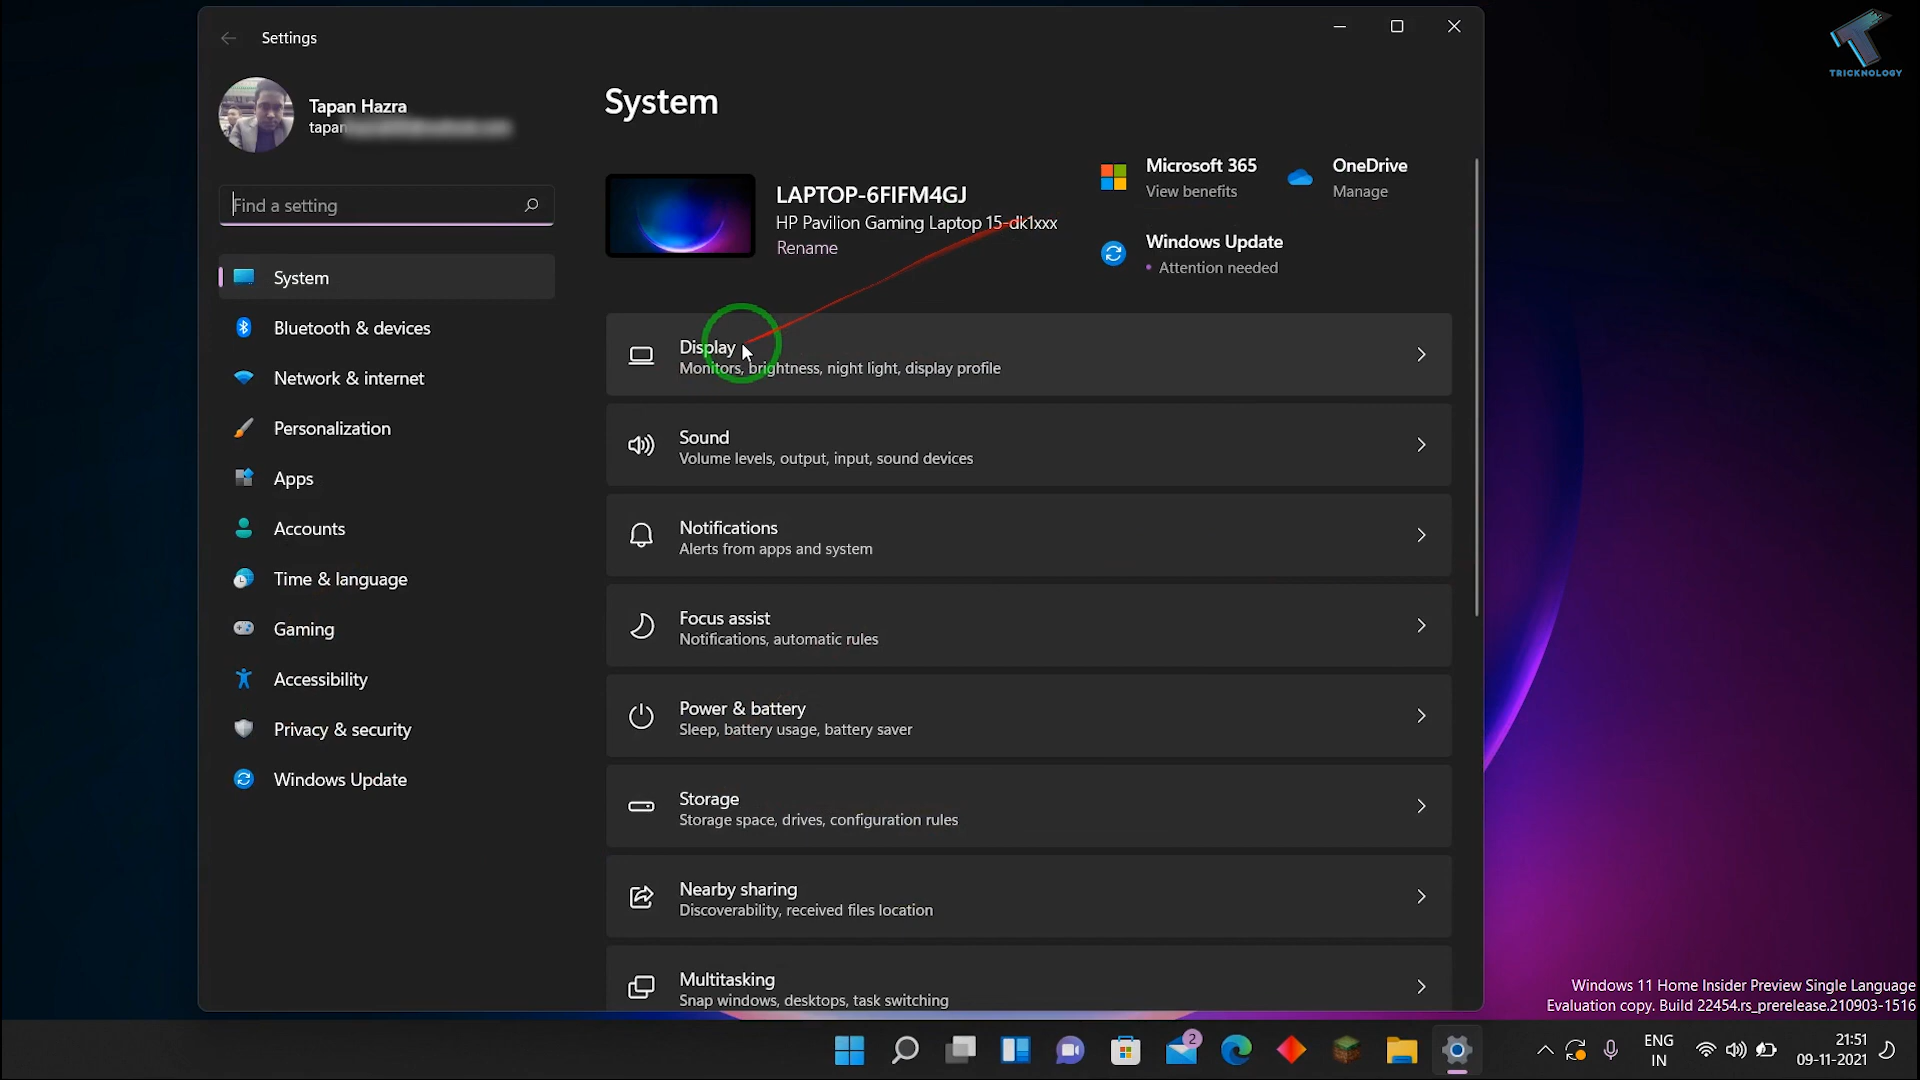 Settings
Tapan Hazra
tapan
Find a setting
System
Bluetooth & devices
Network & internet
Personalization
Apps
Accounts
Time & language
Gaming
Accessibility
Privacy & security
Windows Update
System
LAPTOP-6FIFM4GJ
HP Pavilion Gaming Laptop 15-dk1xxx
Rename
Microsoft 365
View benefits
OneDrive
Manage
Windows Update
• Attention needed
Display
Monitors, brightness, night light, display profile
Sound
Volume levels, output, input, sound devices
Notifications
Alerts from apps and system
Focus assist
Notifications, automatic rules
Power & battery
Sleep, battery usage, battery saver
Storage
Storage space, drives, configuration rules
Nearby sharing
Discoverability, received files location
Multitasking
Snap windows, desktops, task switching
TRICKNOLOGY
Windows 11 Home Insider Preview Single Language
Evaluation copy. Build 22454.rs_prerelease.210903-1516
2
ENG
IN
21:51
09-11-2021